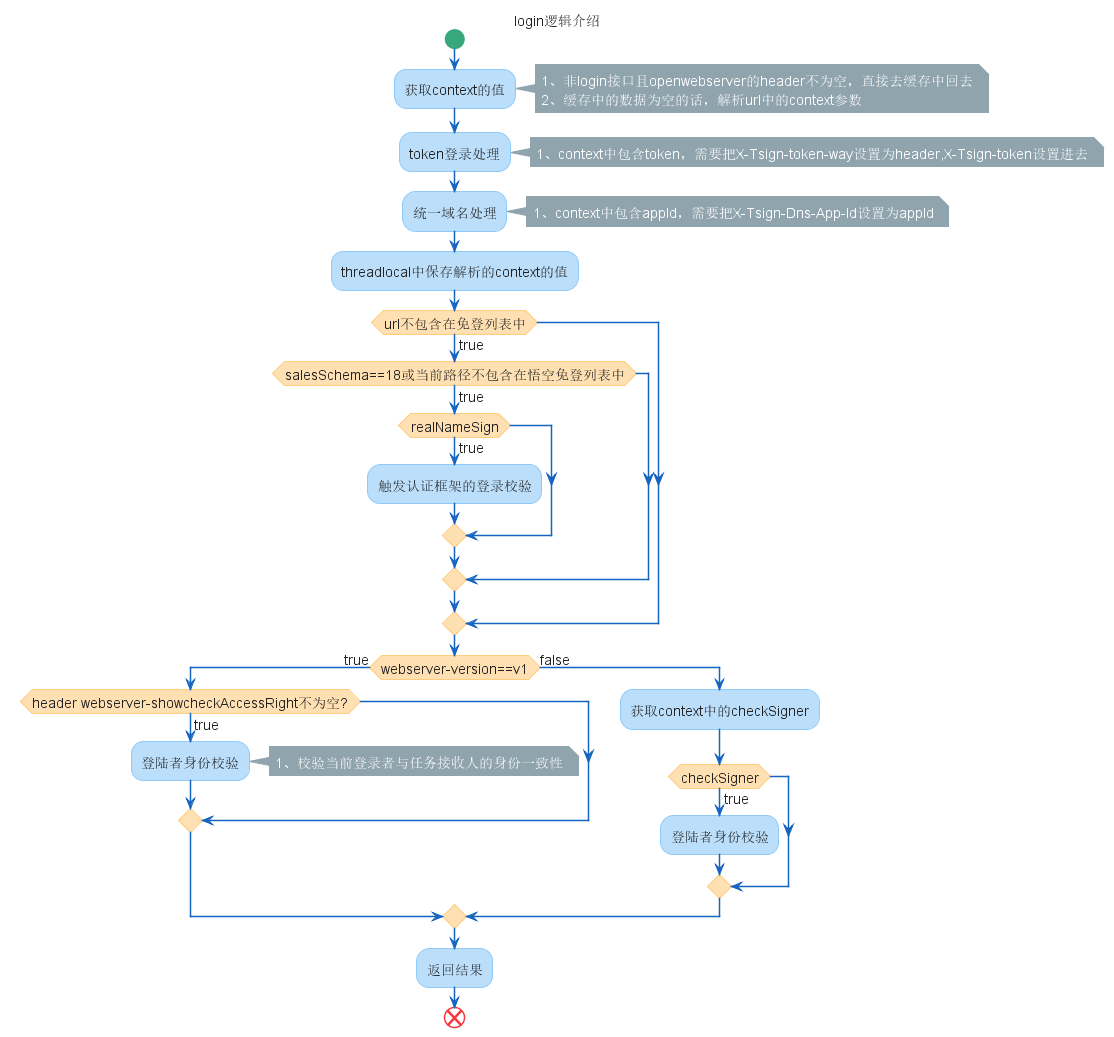 login逻辑介绍
获取context的值
1、非login接口且openwebserver的header不为空，直接去缓存中回去
2、缓存中的数据为空的话，解析url中的context参数
token登录处理
1、context中包含token，需要把X-Tsign-token-way设置为header,X-Tsign-token设置进去
统一域名处理
1、context中包含appId，需要把X-Tsign-Dns-App-Id设置为appId
threadlocal中保存解析的context的值
url不包含在免登列表中
true
salesSchema==18或当前路径不包含在悟空免登列表中
true
realNameSign
true
触发认证框架的登录校验
true
webserver-version==v1
false
header webserver-showcheckAccessRight不为空?
获取context中的checkSigner
true
登陆者身份校验
1、校验当前登录者与任务接收人的身份一致性
checkSigner
true
登陆者身份校验
返回结果